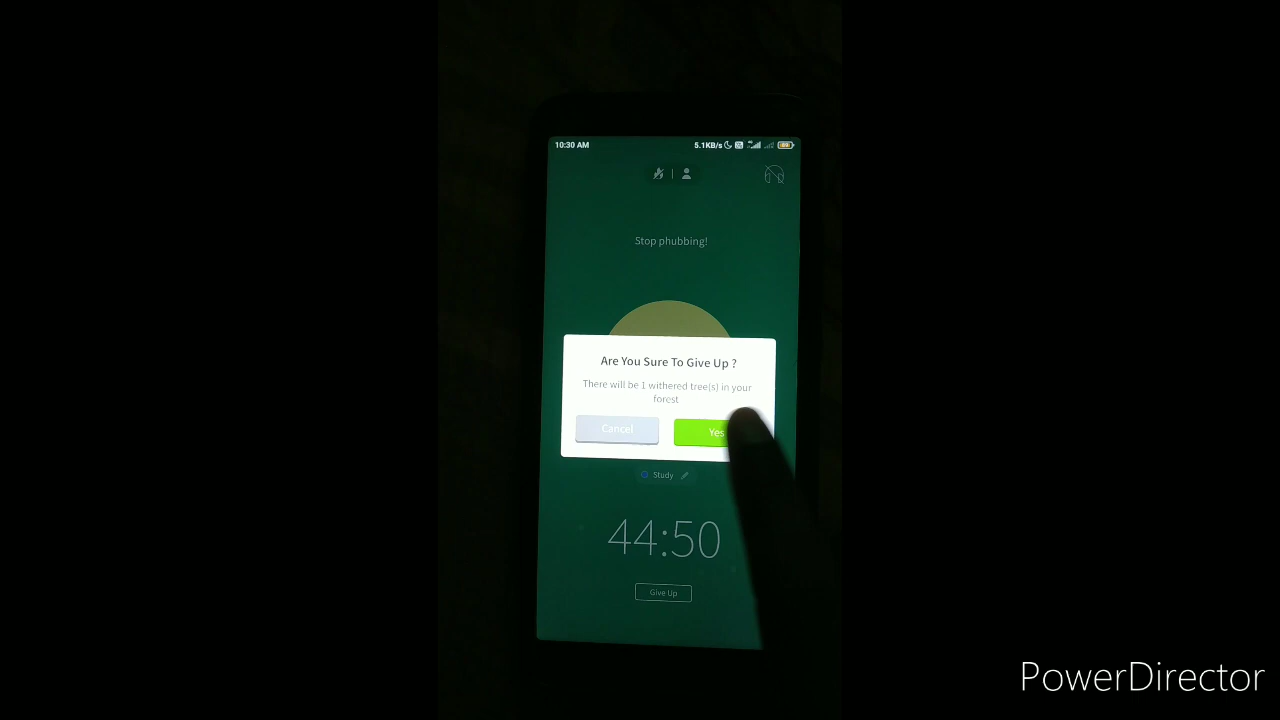 10:30 AM 5.1KB/s
Stop phubbing!
Are You Sure To Give Up ?
There will be 1 withered tree(s) in your
forest
Cancel Yes
Study
44:50
Give Up
PowerDirector